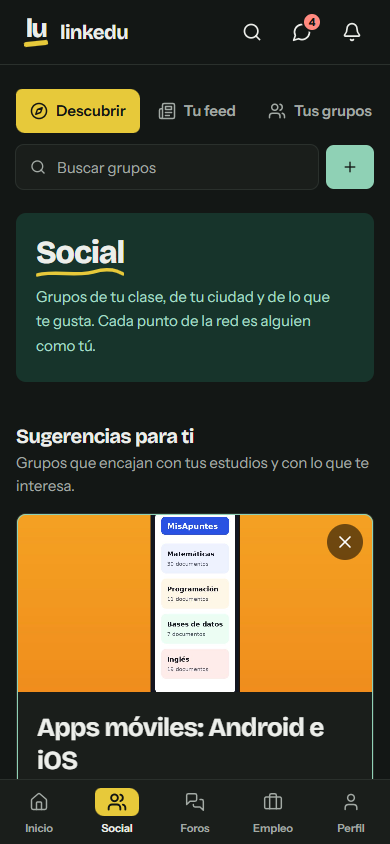 lu linkedu
4
Descubrir
Tu feed
Tus grupos
Buscar grupos
+
Social
Grupos de tu clase, de tu ciudad y de lo que
te gusta. Cada punto de la red es alguien
como tú.
Sugerencias para ti
Grupos que encajan con tus estudios y con lo que te
interesa.
MisApuntes
Matemáticas
Programación
Bases de datos
7 documentos
Inglés
Apps móviles: Android e
iOS
Inicio
Social
Foros
Empleo
Perfil